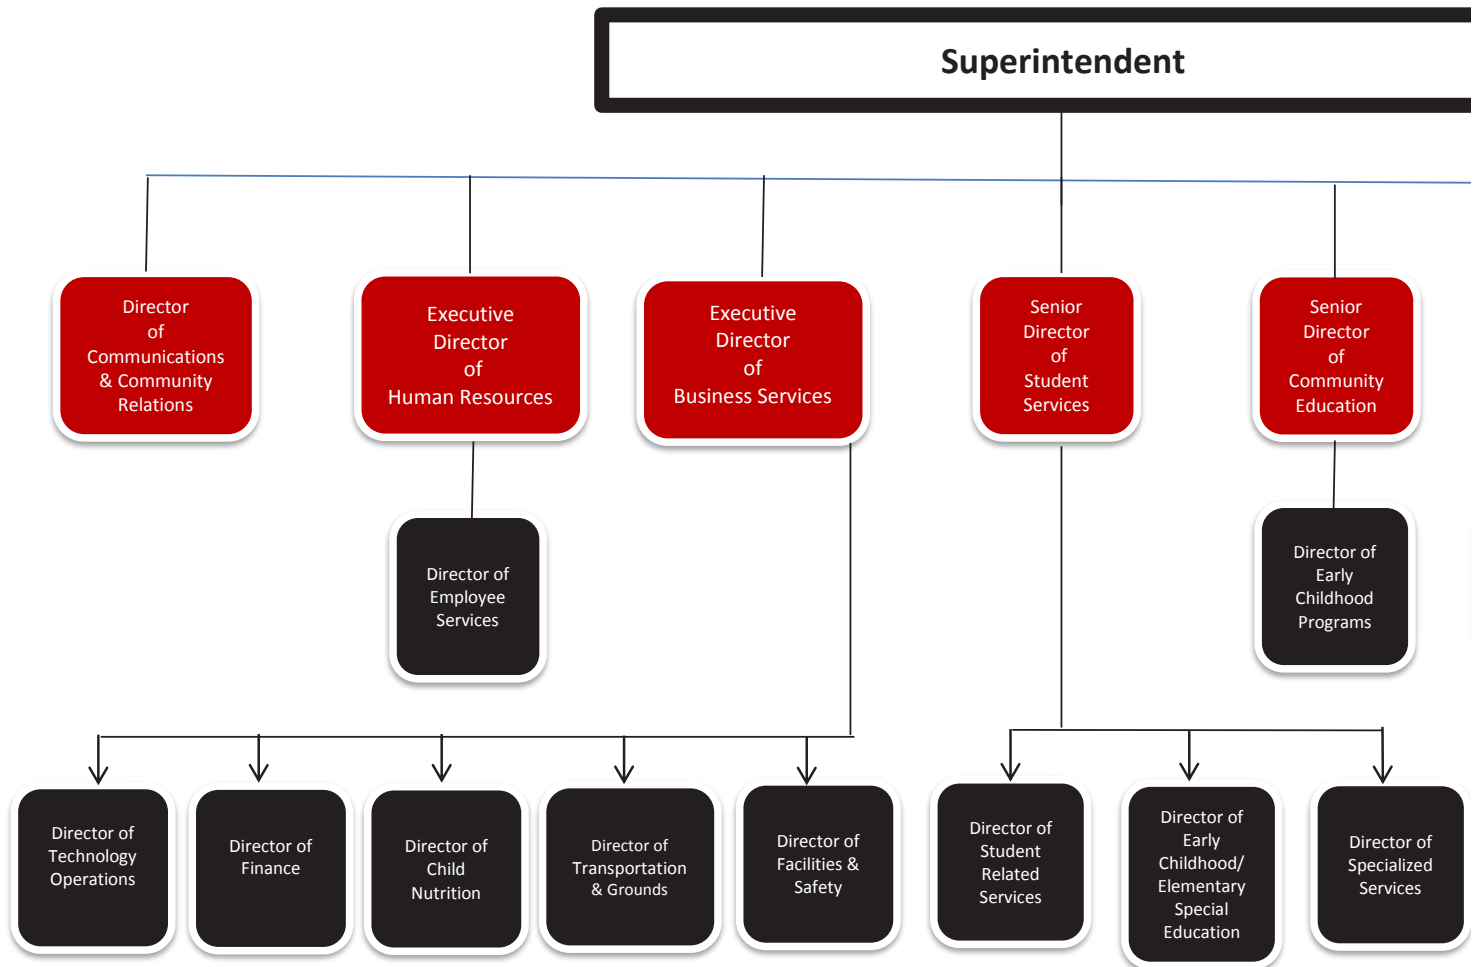 Superintendent
Director
of
Communications
& Community
Relations
Executive
Director
of
Human Resources
Executive
Director
of
Business Services
Senior
Director
of
Student
Services
Senior
Director
of
Community
Education
Director of
Employee
Services
Director of
Early
Childhood
Programs
Director of
Technology
Operations
Director of
Finance
Director of
Child
Nutrition
Director of
Transportation
& Grounds
Director of
Facilities &
Safety
Director of
Student
Related
Services
Director of
Early
Childhood/
Elementary
Special
Education
Director of
Specialized
Services